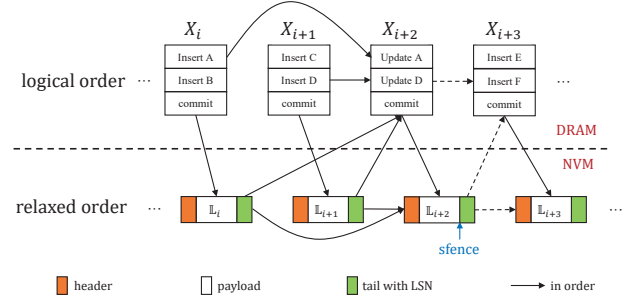 X_i X_{i+1} X_{i+2} X_{i+3}
Insert A Insert C Update A Insert E
logical order ... Insert B Insert D Update D Insert F ...
commit commit commit commit
DRAM
NVM
relaxed order ... 𝕃_i 𝕃_{i+1} 𝕃_{i+2} 𝕃_{i+3} ...
sfence
header payload tail with LSN in order